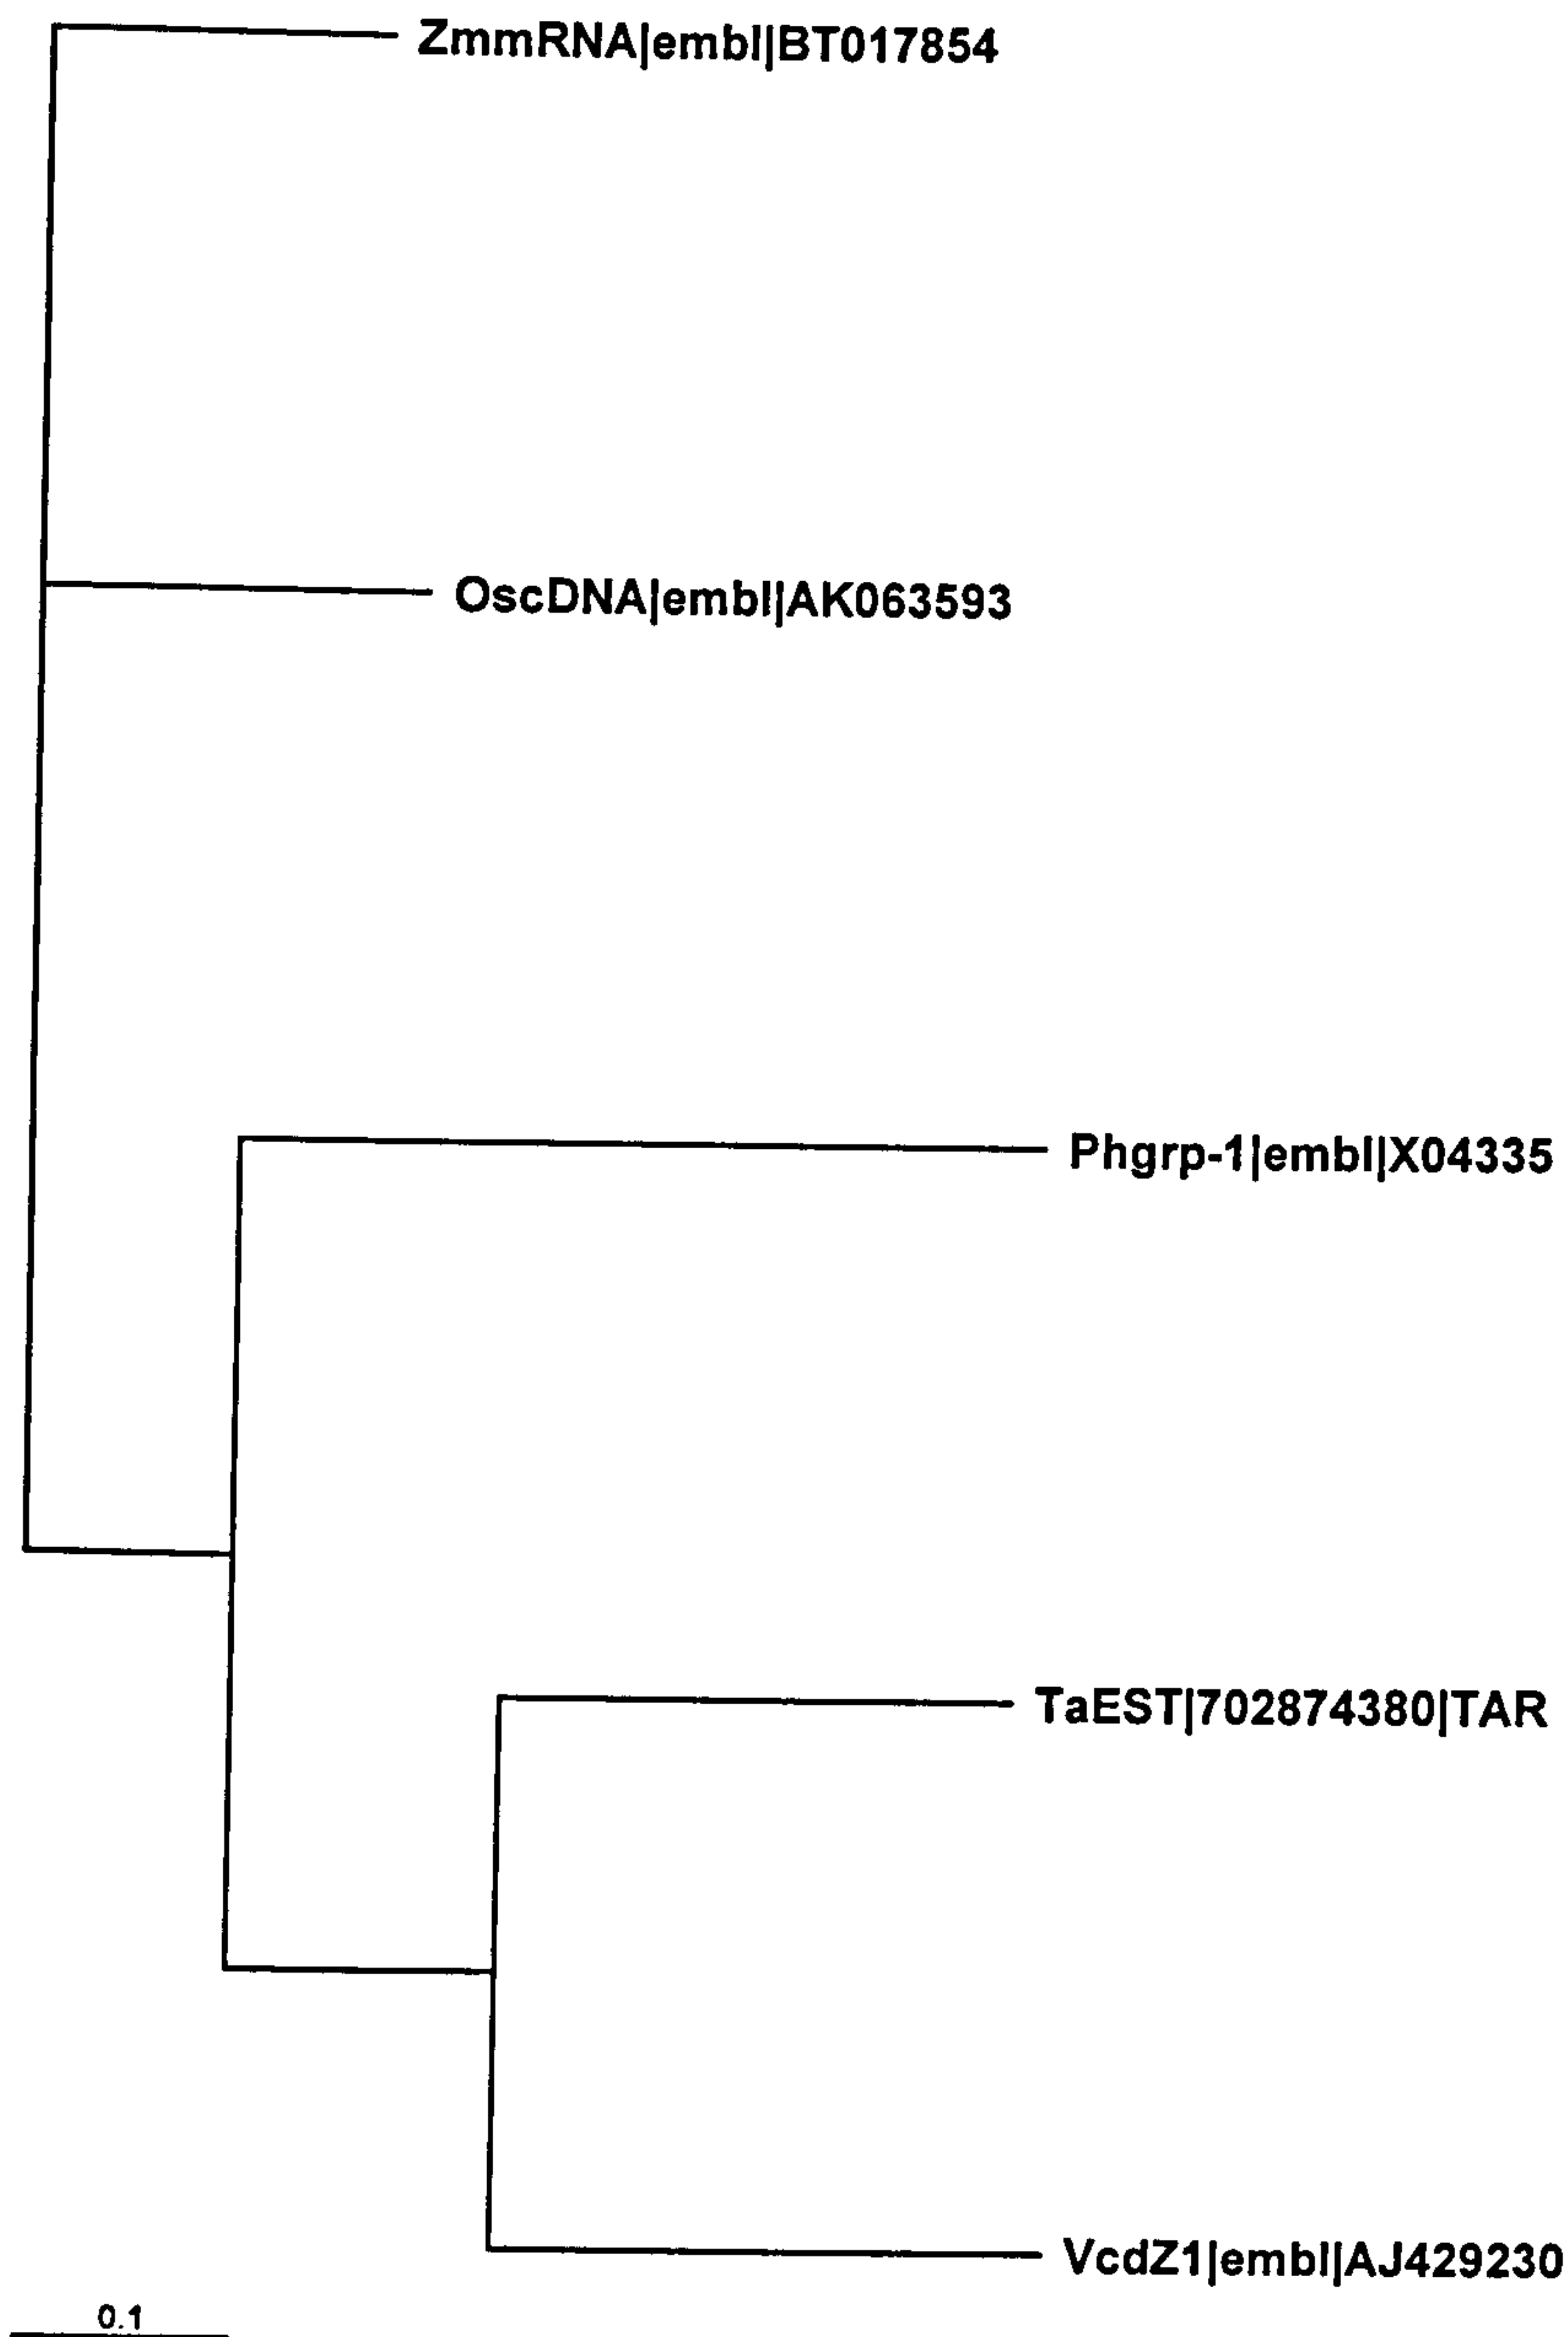 ZmmRNA|embl|BT017854
OscDNA|embl|AK063593
Phgrp-1|embl|X04335
TaEST|702874380|TAR
VcdZ1|embl|AJ429230
0.1